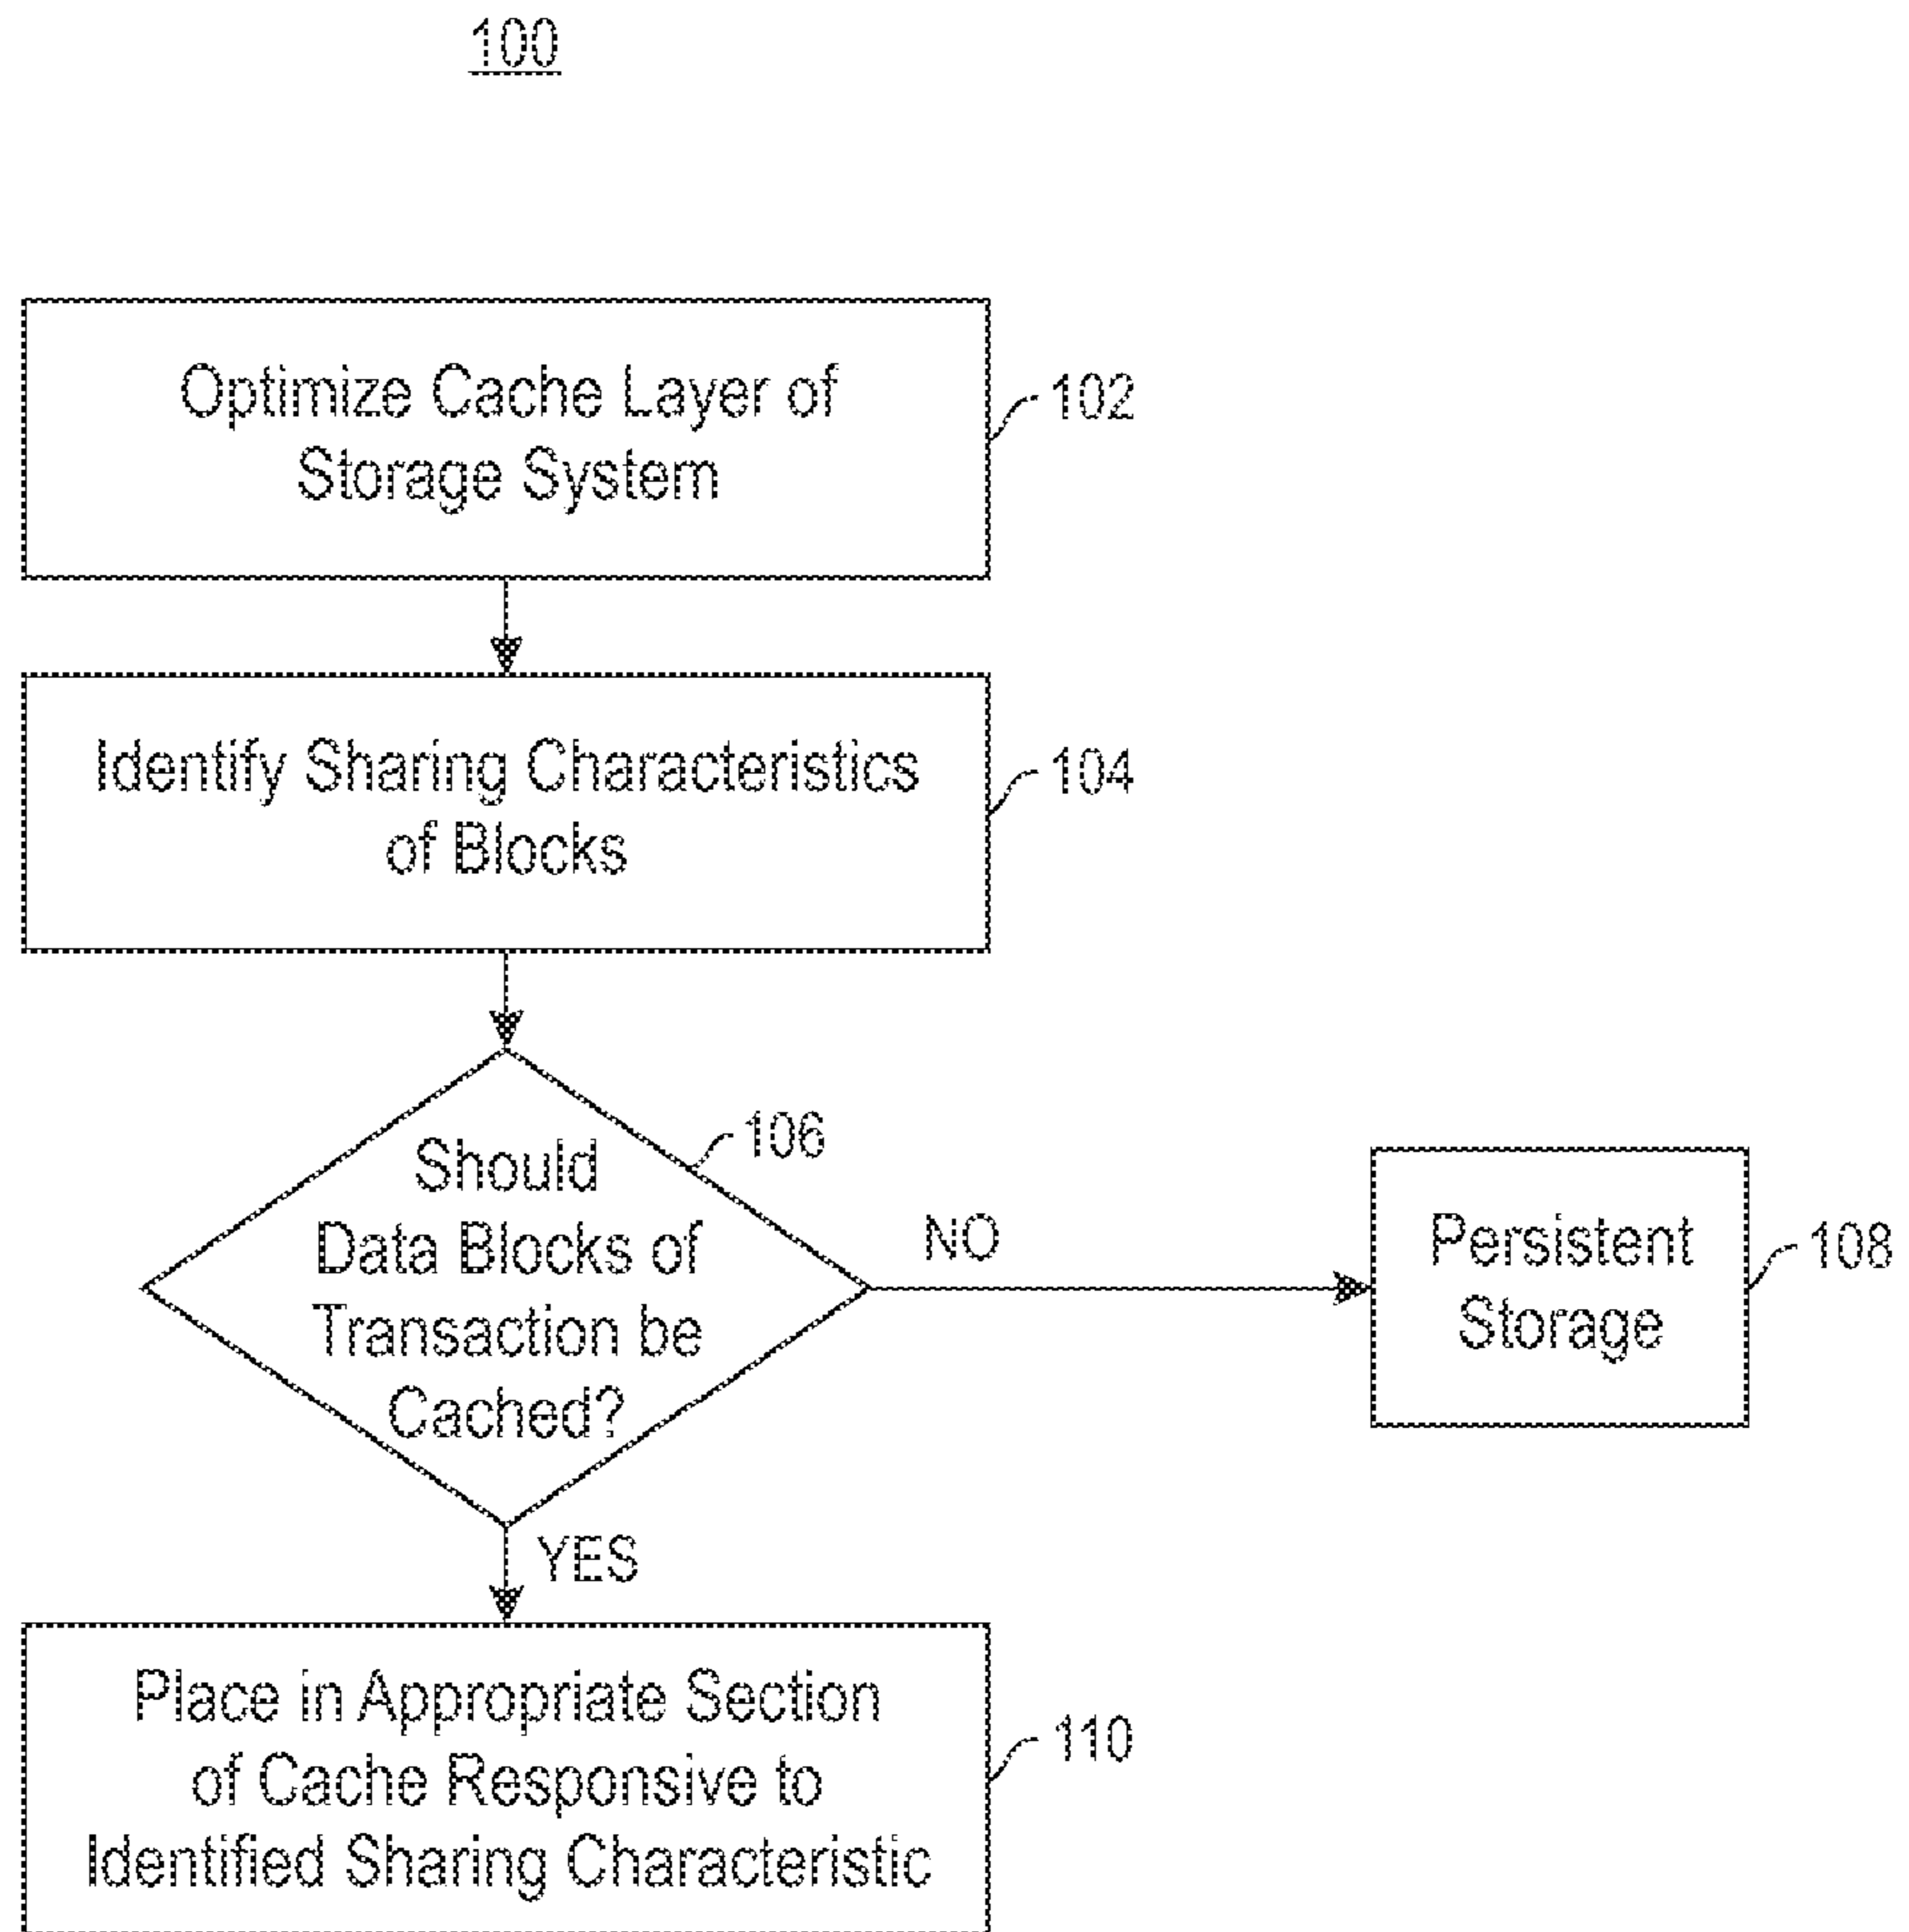 100
Optimize Cache Layer of
Storage System
102
Identify Sharing Characteristics
of Blocks
104
106
Should
Data Blocks of
Transaction be
Cached?
NO
Persistent
Storage
108
YES
Place in Appropriate Section
of Cache Responsive to
Identified Sharing Characteristic
110